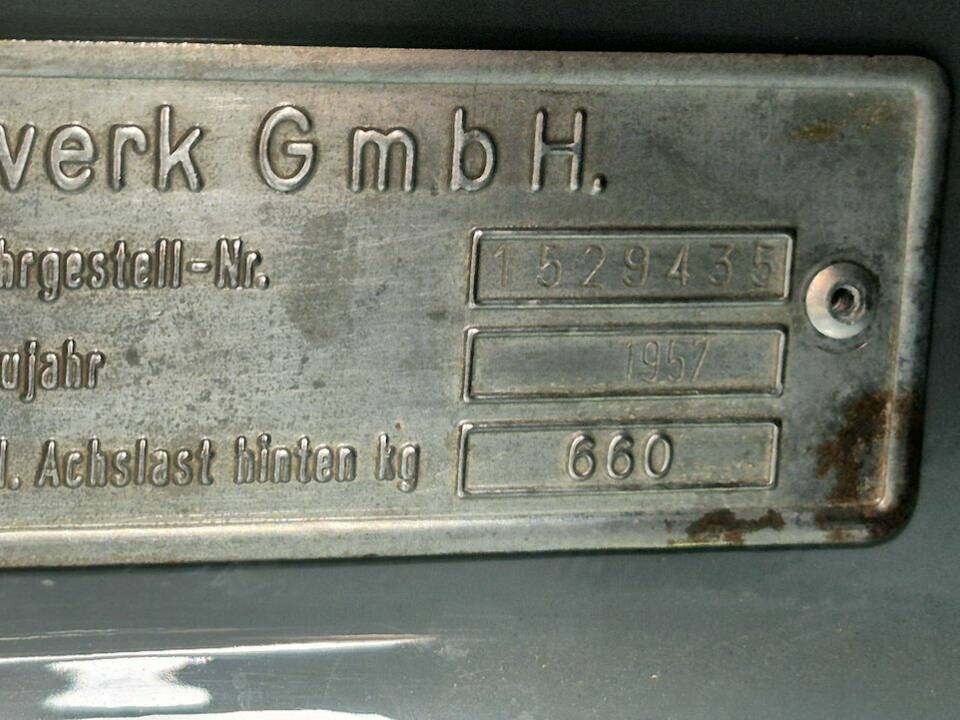 werk GmbH.
hrgestell-Nr. 1529435
ujahr 1957
l. Achslast hinten kg 660